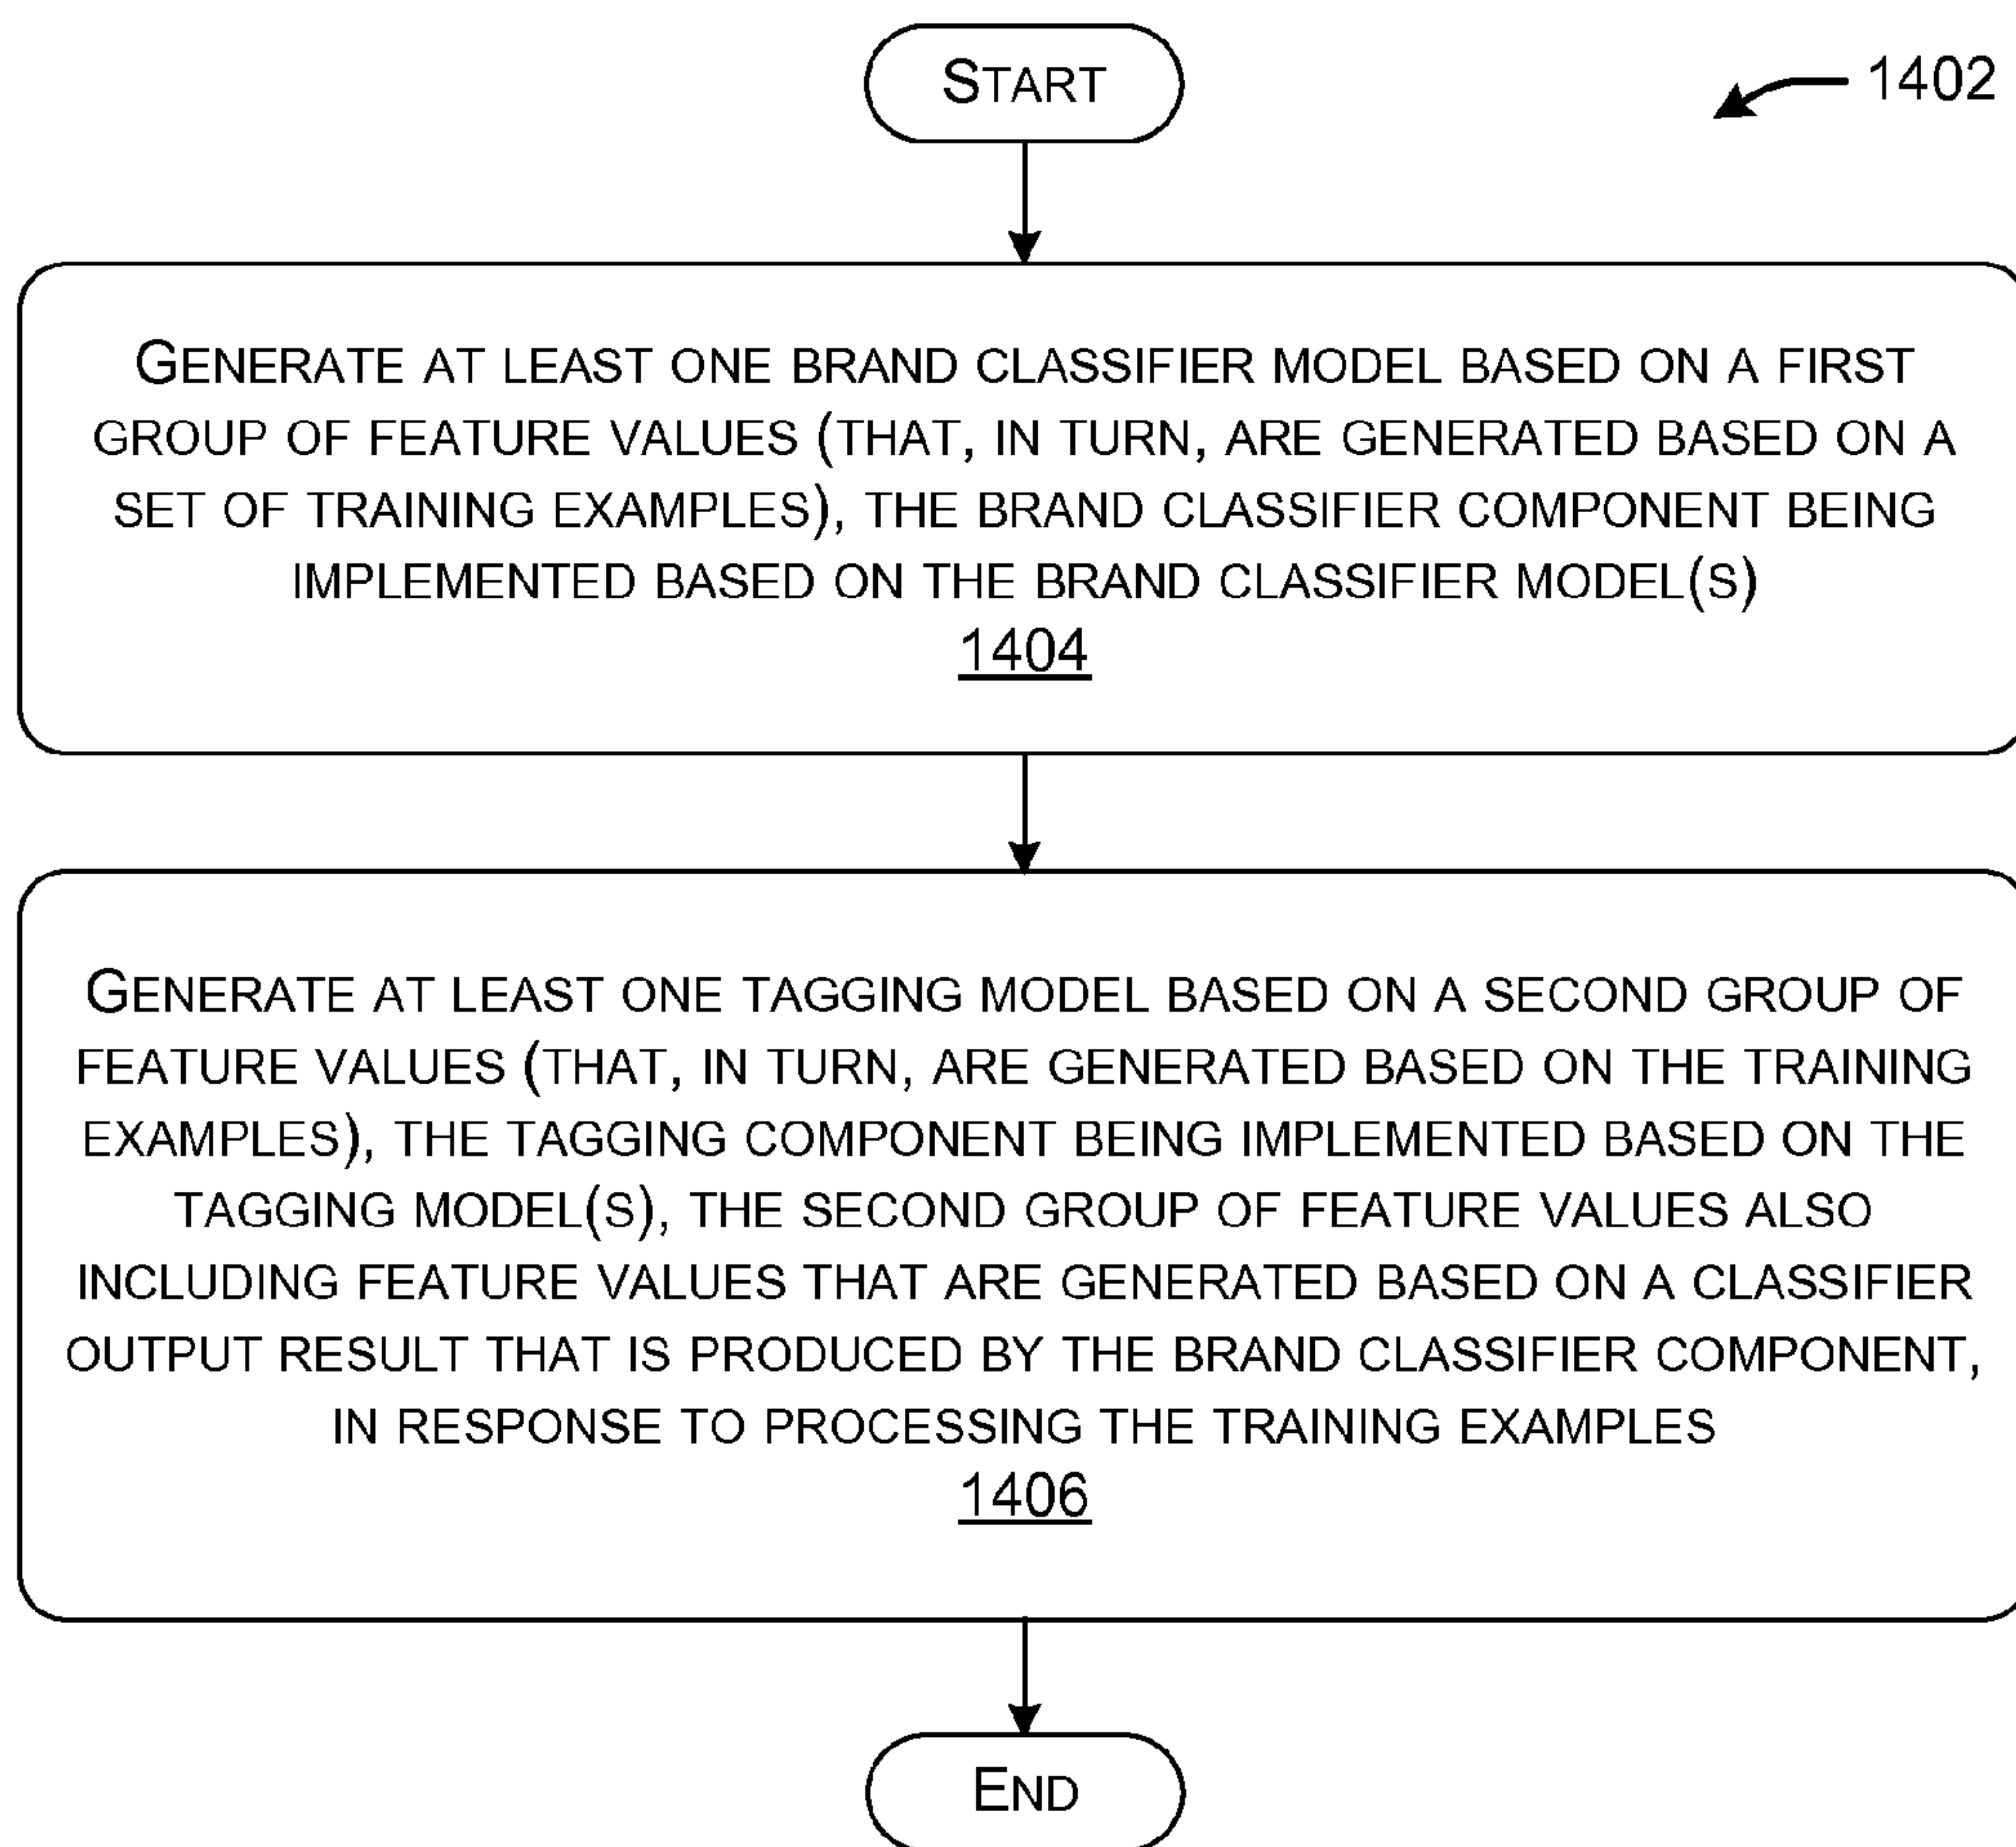 START
1402
GENERATE AT LEAST ONE BRAND CLASSIFIER MODEL BASED ON A FIRST
GROUP OF FEATURE VALUES (THAT, IN TURN, ARE GENERATED BASED ON A
SET OF TRAINING EXAMPLES), THE BRAND CLASSIFIER COMPONENT BEING
IMPLEMENTED BASED ON THE BRAND CLASSIFIER MODEL(S)
1404
GENERATE AT LEAST ONE TAGGING MODEL BASED ON A SECOND GROUP OF
FEATURE VALUES (THAT, IN TURN, ARE GENERATED BASED ON THE TRAINING
EXAMPLES), THE TAGGING COMPONENT BEING IMPLEMENTED BASED ON THE
TAGGING MODEL(S), THE SECOND GROUP OF FEATURE VALUES ALSO
INCLUDING FEATURE VALUES THAT ARE GENERATED BASED ON A CLASSIFIER
OUTPUT RESULT THAT IS PRODUCED BY THE BRAND CLASSIFIER COMPONENT,
IN RESPONSE TO PROCESSING THE TRAINING EXAMPLES
1406
END